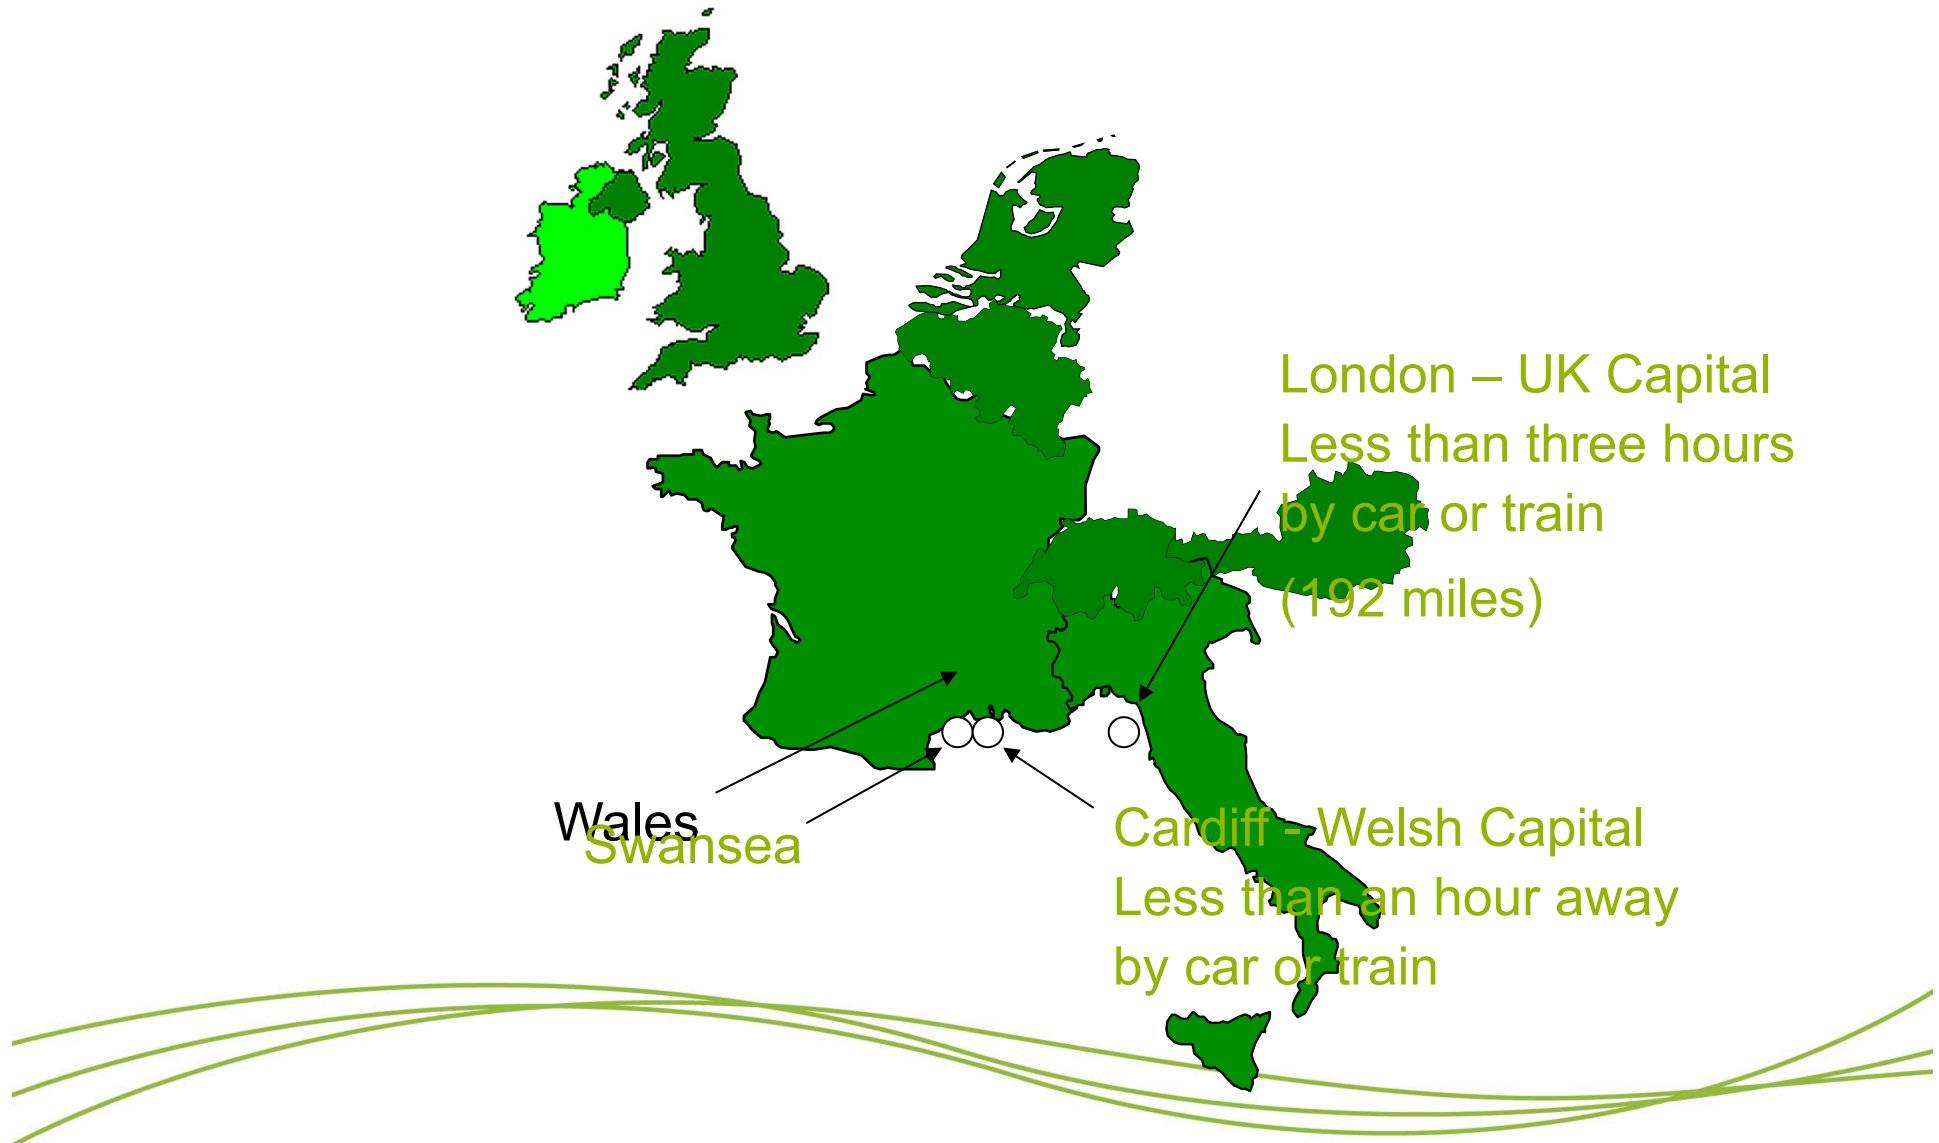 London – UK Capital
Less than three hours
by car or train
(192 miles)
Wales
Swansea
Cardiff - Welsh Capital
Less than an hour away
by car or train